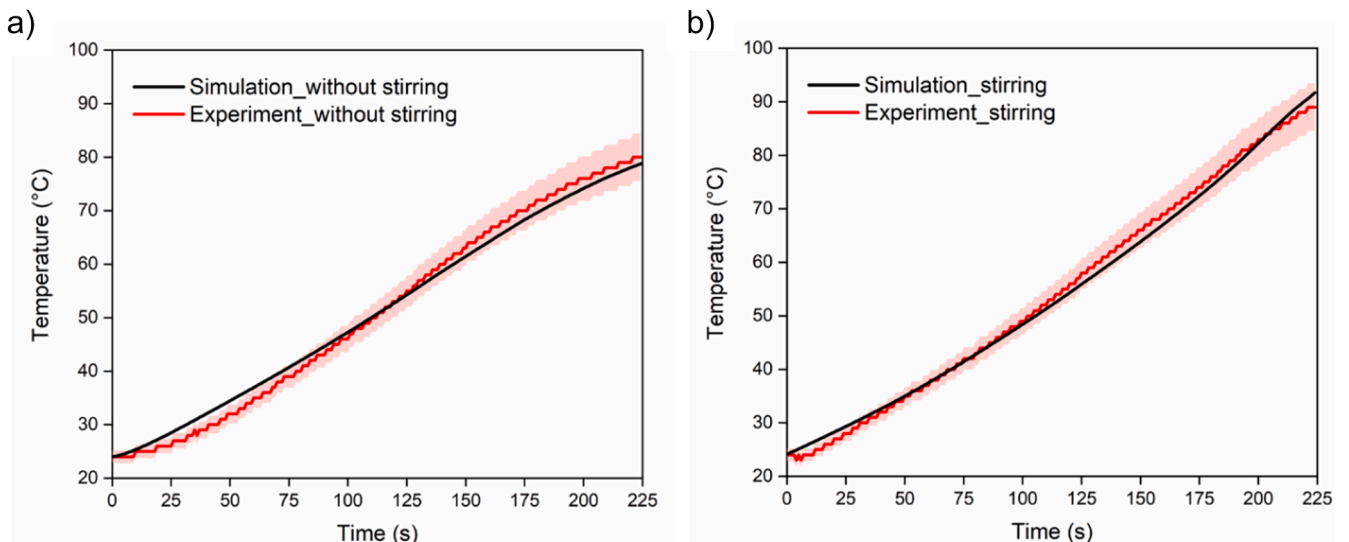 a)
100
90
80
70
60
50
40
30
20
Temperature (°C)
Simulation_without stirring
Experiment_without stirring
0 25 50 75 100 125 150 175 200 225
Time (s)
b)
100
90
80
70
60
50
40
30
20
Temperature (°C)
Simulation_stirring
Experiment_stirring
0 25 50 75 100 125 150 175 200 225
Time (s)